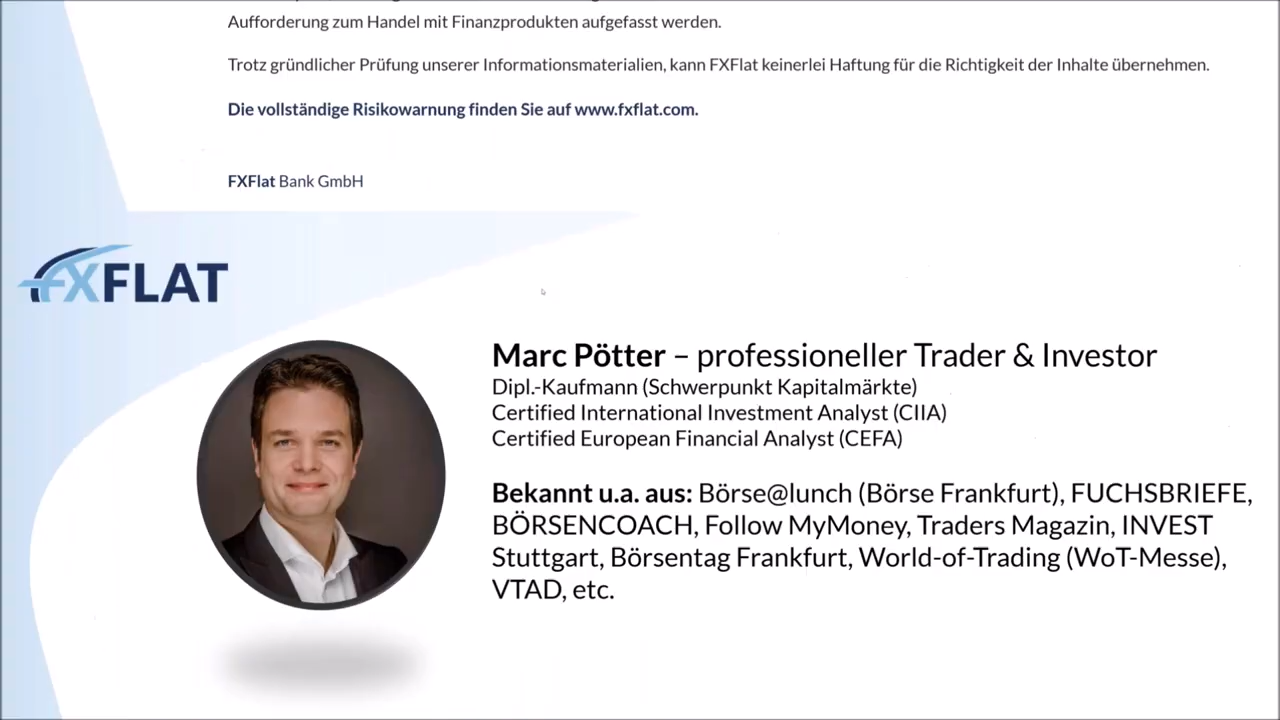 Aufforderung zum Handel mit Finanzprodukten aufgefasst werden.
Trotz gründlicher Prüfung unserer Informationsmaterialien, kann FXFlat keinerlei Haftung für die Richtigkeit der Inhalte übernehmen.
Die vollständige Risikowarnung finden Sie auf www.fxflat.com.
FXFlat Bank GmbH
FXFLAT
Marc Pötter – professioneller Trader & Investor
Dipl.-Kaufmann (Schwerpunkt Kapitalmärkte)
Certified International Investment Analyst (CIIA)
Certified European Financial Analyst (CEFA)
Bekannt u.a. aus: Börse@lunch (Börse Frankfurt), FUCHSBRIEFE,
BÖRSENCOACH, Follow MyMoney, Traders Magazin, INVEST
Stuttgart, Börsentag Frankfurt, World-of-Trading (WoT-Messe),
VTAD, etc.